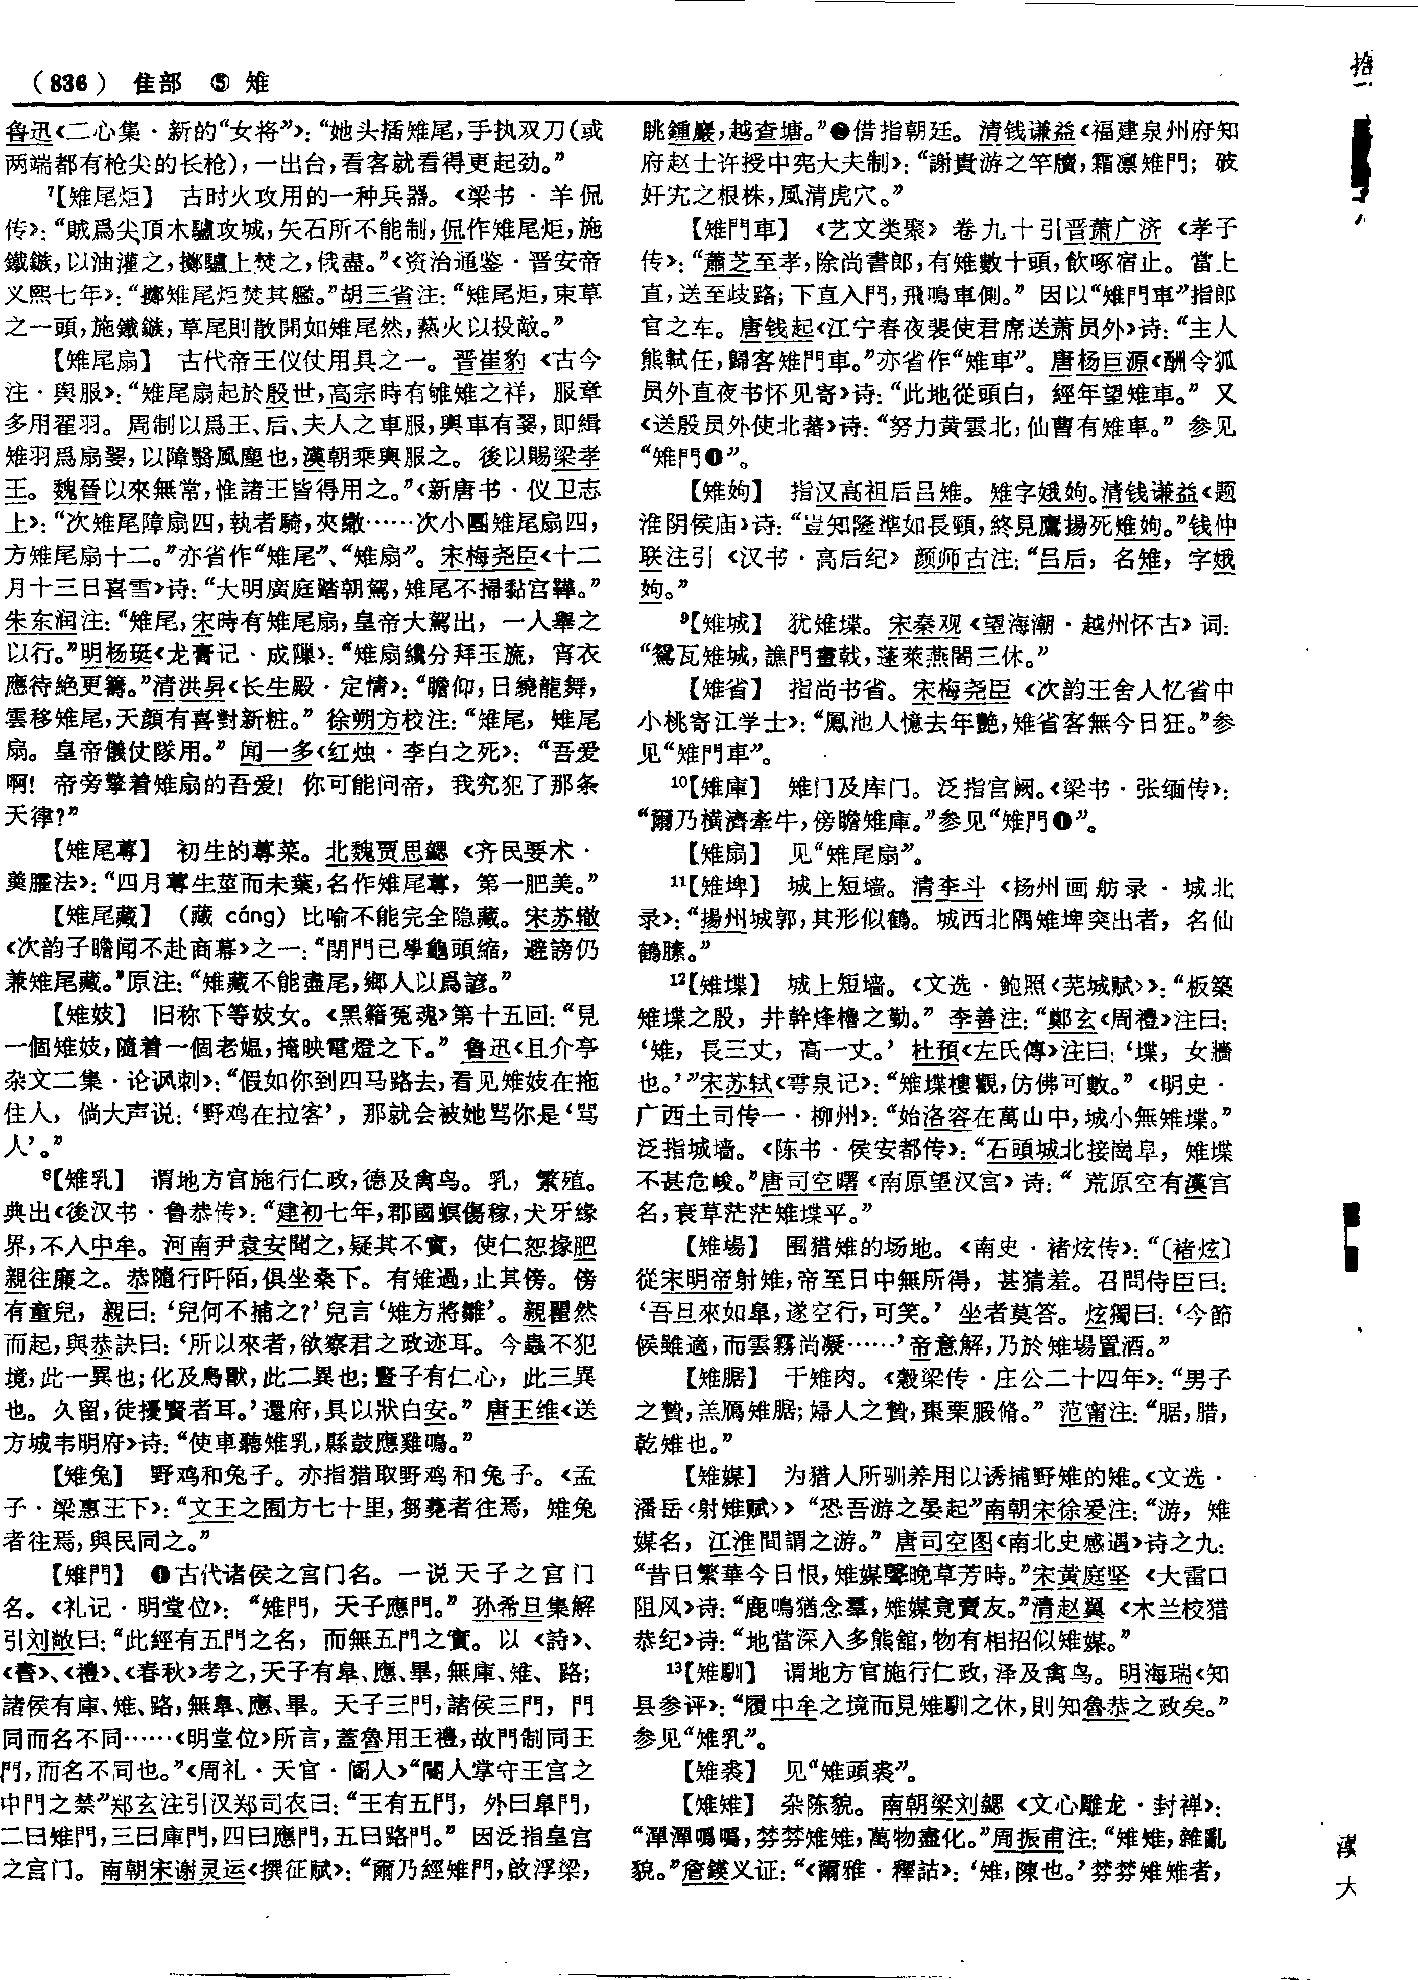 (836) 隹部 ⑤ 雉
鲁迅《二心集·新的“女将”》：“她头插雉尾，手执双刀（或
两端都有枪尖的长枪），一出台，看客就看得更起劲。”
7【雉尾炬】 古时火攻用的一种兵器。《梁书·羊侃
传》：“賊爲尖頂木驢攻城，矢石所不能制，侃作雉尾炬，施
鐵鏃，以油灌之，擲驢上焚之，俄盡。”《资治通鉴·晋安帝
义熙七年》：“擲雉尾炬焚其艦。”胡三省注：“雉尾炬，束草
之一頭，施鐵鏃，草尾則散開如雉尾然，爇火以投敵。”
【雉尾扇】 古代帝王仪仗用具之一。晋崔豹《古今
注·舆服》：“雉尾扇起於殷世，高宗時有雊雉之祥，服章
多用翟羽。周制以爲王、后、夫人之車服，輿車有翣，即緝
雉羽爲扇翣，以障翳風塵也，漢朝乘輿服之。後以賜梁孝
王。魏晉以來無常，惟諸王皆得用之。”《新唐书·仪卫志
上》：“次雉尾障扇四，執者騎，夾繖……次小團雉尾扇四，
方雉尾扇十二。”亦省作“雉尾”、“雉扇”。宋梅尧臣《十二
月十三日喜雪》诗：“大明廣庭踏朝駕，雉尾不掃黏宫鞾。”
朱东润注：“雉尾，宋時有雉尾扇，皇帝大駕出，一人舉之
以行。”明杨珽《龙膏记·成隟》：“雉扇纔分拜玉旒，宵衣
應待絶更籌。”清洪昇《长生殿·定情》：“瞻仰，日繞龍舞，
雲移雉尾，天顔有喜對新粧。”徐朔方校注：“雉尾，雉尾
扇。皇帝儀仗隊用。”闻一多《红烛·李白之死》：“吾爱
啊！帝旁擎着雉扇的吾爱！你可能问帝，我究犯了那条
天律？”
【雉尾蓴】 初生的蓴菜。北魏贾思勰《齐民要术·
羹臛法》：“四月蓴生莖而未葉，名作雉尾蓴，第一肥美。”
【雉尾藏】（藏 cáng）比喻不能完全隐藏。宋苏辙
《次韵子瞻闻不赴商幕》之一：“閉門已學龜頭縮，避謗仍
兼雉尾藏。”原注：“雉藏不能盡尾，鄉人以爲諺。”
【雉妓】 旧称下等妓女。《黑籍冤魂》第十五回：“見
一個雉妓，隨着一個老媪，掩映電燈之下。”鲁迅《且介亭
杂文二集·论讽刺》：“假如你到四马路去，看见雉妓在拖
住人，倘大声说：‘野鸡在拉客’，那就会被她骂你是‘骂
人’。”
8【雉乳】 谓地方官施行仁政，德及禽鸟。乳，繁殖。
典出《後汉书·鲁恭传》：“建初七年，郡國螟傷稼，犬牙緣
界，不入中牟。河南尹袁安聞之，疑其不實，使仁恕掾肥
親往廉之。恭隨行阡陌，俱坐桑下。有雉過，止其傍。傍
有童兒，親曰：‘兒何不捕之？’兒言‘雉方將雛’。親瞿然
而起，與恭訣曰：‘所以來者，欲察君之政迹耳。今蟲不犯
境，此一異也；化及鳥獸，此二異也；豎子有仁心，此三異
也。久留，徒擾賢者耳。’還府，具以狀白安。”唐王维《送
方城韦明府》诗：“使車聽雉乳，縣鼓應雞鳴。”
【雉兔】 野鸡和兔子。亦指猎取野鸡和兔子。《孟
子·梁惠王下》：“文王之囿方七十里，芻蕘者往焉，雉兔
者往焉，與民同之。”
【雉門】 ❶古代诸侯之宫门名。一说天子之宫门
名。《礼记·明堂位》：“雉門，天子應門。”孙希旦集解
引刘敞曰：“此經有五門之名，而無五門之實。以《詩》、
《書》、《禮》、《春秋》考之，天子有皋、應、畢，無庫、雉、路；
諸侯有庫、雉、路，無皋、應、畢。天子三門，諸侯三門，門
同而名不同……《明堂位》所言，蓋魯用王禮，故門制同王
門，而名不同也。”《周礼·天官·阍人》“閽人掌守王宫之
中門之禁”郑玄注引汉郑司农曰：“王有五門，外曰皋門，
二曰雉門，三曰庫門，四曰應門，五曰路門。”因泛指皇宫
之宫门。南朝宋谢灵运《撰征赋》：“爾乃經雉門，啟浮梁，
眺鍾巖，越查塘。”❷借指朝廷。清钱谦益《福建泉州府知
府赵士许授中宪大夫制》：“謝貴游之竿牘，霜凛雉門；破
奸宄之根株，風清虎穴。”
【雉門車】 《艺文类聚》卷九十引晋萧广济《孝子
传》：“蕭芝至孝，除尚書郎，有雉數十頭，飲啄宿止。當上
直，送至歧路；下直入門，飛鳴車側。”因以“雉門車”指郎
官之车。唐钱起《江宁春夜裴使君席送萧员外》诗：“主人
熊軾任，歸客雉門車。”亦省作“雉車”。唐杨巨源《酬令狐
员外直夜书怀见寄》诗：“此地從頭白，經年望雉車。”又
《送殷员外使北蕃》诗：“努力黄雲北，仙曹有雉車。”参见
“雉門❶”。
【雉姁】 指汉高祖后吕雉。雉字娥姁。清钱谦益《题
淮阴侯庙》诗：“豈知隆準如長頸，終見鷹揚死雉姁。”钱仲
联注引《汉书·高后纪》颜师古注：“吕后，名雉，字娥
姁。”
9【雉城】 犹雉堞。宋秦观《望海潮·越州怀古》词：
“鴛瓦雉城，譙門畫戟，蓬萊燕閣三休。”
【雉省】 指尚书省。宋梅尧臣《次韵王舍人忆省中
小桃寄江学士》：“鳳池人憶去年艷，雉省客無今日狂。”参
见“雉門車”。
10【雉庫】 雉门及库门。泛指宫阙。《梁书·张缅传》：
“爾乃横濟牽牛，傍瞻雉庫。”参见“雉門❶”。
【雉扇】 见“雉尾扇”。
11【雉埤】 城上短墙。清李斗《扬州画舫录·城北
录》：“揚州城郭，其形似鶴。城西北隅雉埤突出者，名仙
鶴膆。”
12【雉堞】 城上短墙。《文选·鲍照〈芜城赋〉》：“板築
雉堞之殷，井幹烽櫓之勤。”李善注：“鄭玄《周禮》注曰：
‘雉，長三丈，高一丈。’杜預《左氏傳》注曰：‘堞，女牆
也。’”宋苏轼《雩泉记》：“雉堞樓觀，仿佛可數。”《明史·
广西土司传一·柳州》：“始洛容在萬山中，城小無雉堞。”
泛指城墙。《陈书·侯安都传》：“石頭城北接崗阜，雉堞
不甚危峻。”唐司空曙《南原望汉宫》诗：“荒原空有漢宫
名，衰草茫茫雉堞平。”
【雉場】 围猎雉的场地。《南史·褚炫传》：“〔褚炫〕
從宋明帝射雉，帝至日中無所得，甚猜羞。召問侍臣曰：
‘吾旦來如皋，遂空行，可笑。’坐者莫答。炫獨曰：‘今節
候雖適，而雲霧尚凝……’帝意解，乃於雉場置酒。”
【雉腒】 干雉肉。《穀梁传·庄公二十四年》：“男子
之贄，羔鴈雉腒；婦人之贄，棗栗腶脩。”范甯注：“腒，腊，
乾雉也。”
【雉媒】 为猎人所驯养用以诱捕野雉的雉。《文选·
潘岳〈射雉赋〉》“恐吾游之晏起”南朝宋徐爰注：“游，雉
媒名，江淮間謂之游。”唐司空图《南北史感遇》诗之九：
“昔日繁華今日恨，雉媒聲晚草芳時。”宋黄庭坚《大雷口
阻风》诗：“鹿鳴猶念羣，雉媒竟賣友。”清赵翼《木兰校猎
恭纪》诗：“地當深入多熊館，物有相招似雉媒。”
13【雉馴】 谓地方官施行仁政，泽及禽鸟。明海瑞《知
县参评》：“履中牟之境而見雉馴之休，則知魯恭之政矣。”
参见“雉乳”。
【雉裘】 见“雉頭裘”。
【雉雉】 杂陈貌。南朝梁刘勰《文心雕龙·封禅》：
“潬潬噅噅，棼棼雉雉，萬物盡化。”周振甫注：“雉雉，雜亂
貌。”詹鍈义证：“《爾雅·釋詁》：‘雉，陳也。’棼棼雉雉者，
漢
大